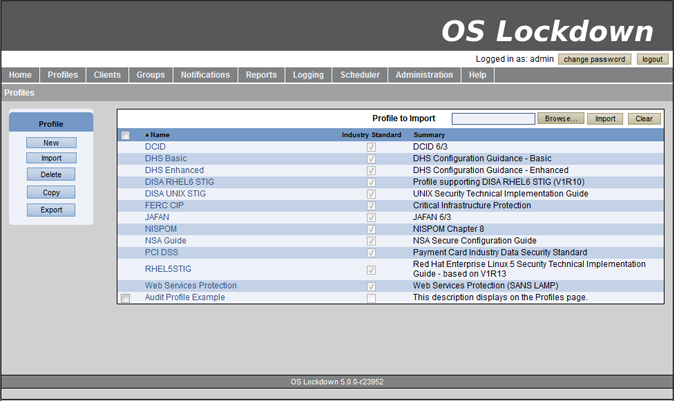 OS Lockdown
Logged in as: admin change password logout
Home Profiles Clients Groups Notifications Reports Logging Scheduler Administration Help
Profiles
Profile
New
Import
Delete
Copy
Export
Profile to Import Browse... Import Clear
Name Industry Standard Summary
DCID DCID 6/3
DHS Basic DHS Configuration Guidance - Basic
DHS Enhanced DHS Configuration Guidance - Enhanced
DISA RHEL6 STIG Profile supporting DISA RHEL6 STIG (V1R10)
DISA UNIX STIG UNIX Security Technical Implementation Guide
FERC CIP Critical Infrastructure Protection
JAFAN JAFAN 6/3
NISPOM NISPOM Chapter 8
NSA Guide NSA Secure Configuration Guide
PCI DSS Payment Card Industry Data Security Standard
RHEL5STIG Red Hat Enterprise Linux 5 Security Technical Implementation
Guide - based on V1R13
Web Services Protection Web Services Protection (SANS LAMP)
Audit Profile Example This description displays on the Profiles page.
OS Lockdown 5.0.0-r23952